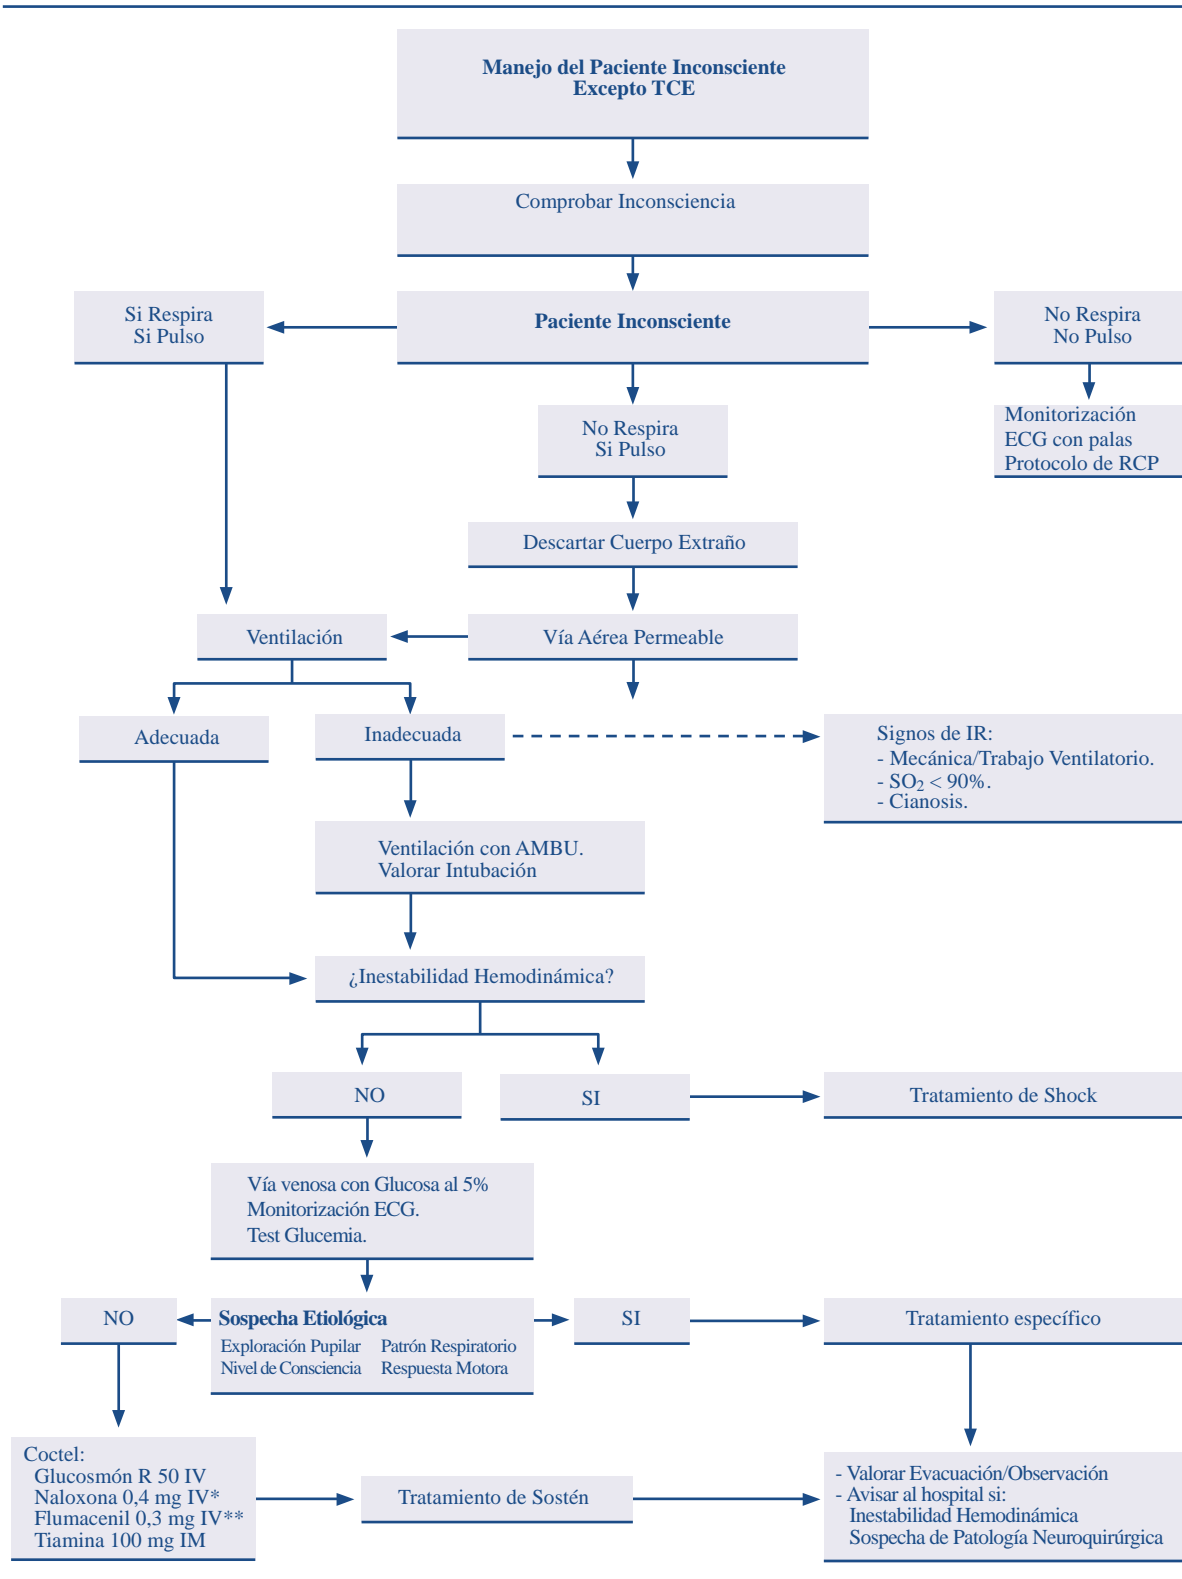 Manejo del Paciente Inconsciente
Excepto TCE
Comprobar Inconsciencia
Si Respira
Si Pulso
Paciente Inconsciente
No Respira
No Pulso
No Respira
Si Pulso
Monitorización
ECG con palas
Protocolo de RCP
Descartar Cuerpo Extraño
Ventilación
Vía Aérea Permeable
Adecuada
Inadecuada
Signos de IR:
- Mecánica/Trabajo Ventilatorio.
- SO2 < 90%.
- Cianosis.
Ventilación con AMBU.
Valorar Intubación
¿Inestabilidad Hemodinámica?
NO
SI
Tratamiento de Shock
Vía venosa con Glucosa al 5%
Monitorización ECG.
Test Glucemia.
NO
Sospecha Etiológica
Exploración Pupilar Patrón Respiratorio
Nivel de Consciencia Respuesta Motora
SI
Tratamiento específico
Coctel:
Glucosmón R 50 IV
Naloxona 0,4 mg IV*
Flumacenil 0,3 mg IV**
Tiamina 100 mg IM
Tratamiento de Sostén
- Valorar Evacuación/Observación
- Avisar al hospital si:
Inestabilidad Hemodinámica
Sospecha de Patología Neuroquirúrgica